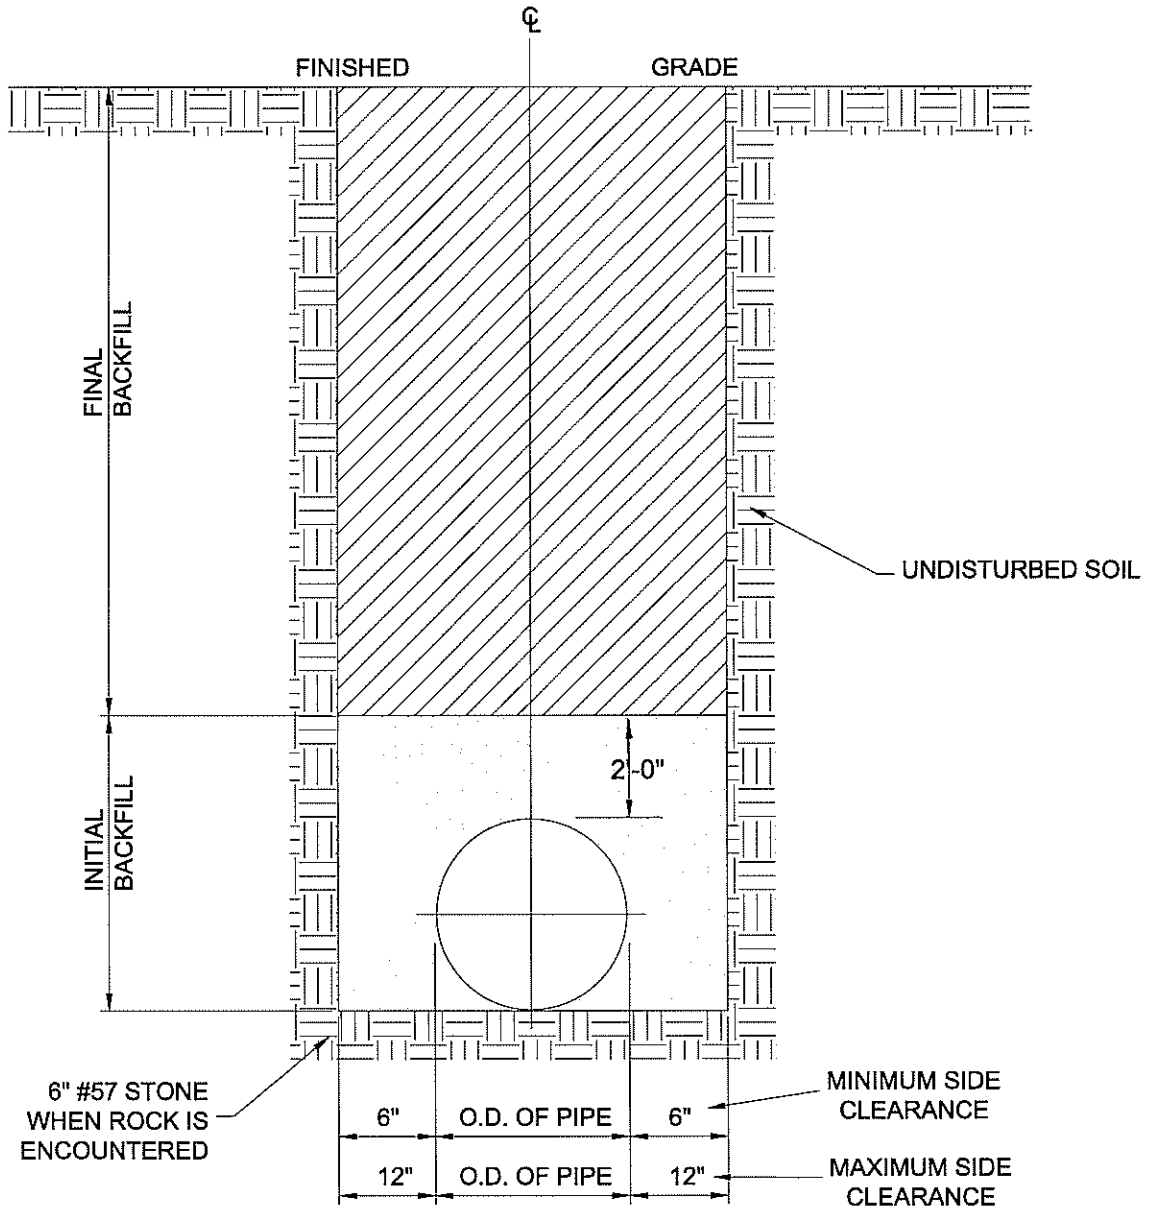 ℄
FINISHED GRADE
FINAL
BACKFILL
UNDISTURBED SOIL
2'-0"
INITIAL
BACKFILL
6" #57 STONE
WHEN ROCK IS
ENCOUNTERED
6" O.D. OF PIPE 6"
MINIMUM SIDE
CLEARANCE
12" O.D. OF PIPE 12"
MAXIMUM SIDE
CLEARANCE